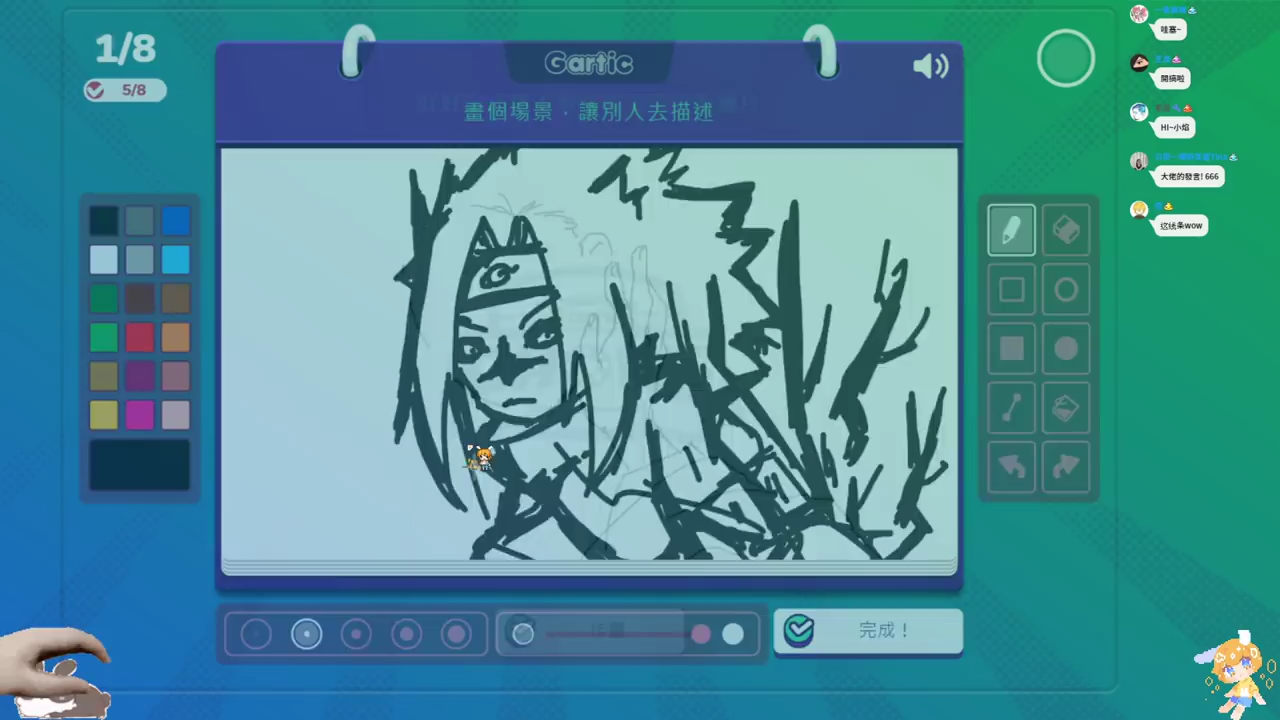 1/8
5/8
Gartic
畫個場景，讓別人去描述
完成！
哇塞~
開搞啦
HI~小焰
大佬的發言! 666
这线条wow